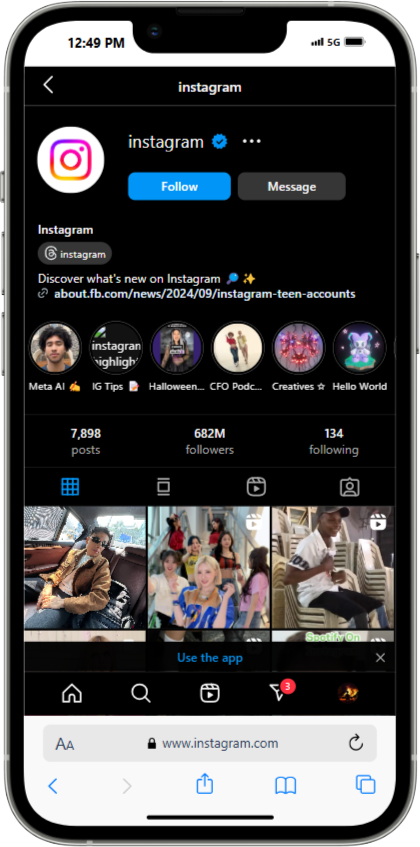 12:49 PM 5G
instagram
instagram
Follow Message
Instagram
instagram
Discover what's new on Instagram 🔎 ✨
about.fb.com/news/2024/09/instagram-teen-accounts
instagram
highlight
Meta AI ✍️ IG Tips Halloween... CFO Podc... Creatives ☆ Hello World
7,898 682M 134
posts followers following
Spotify On
Use the app
3
AA www.instagram.com